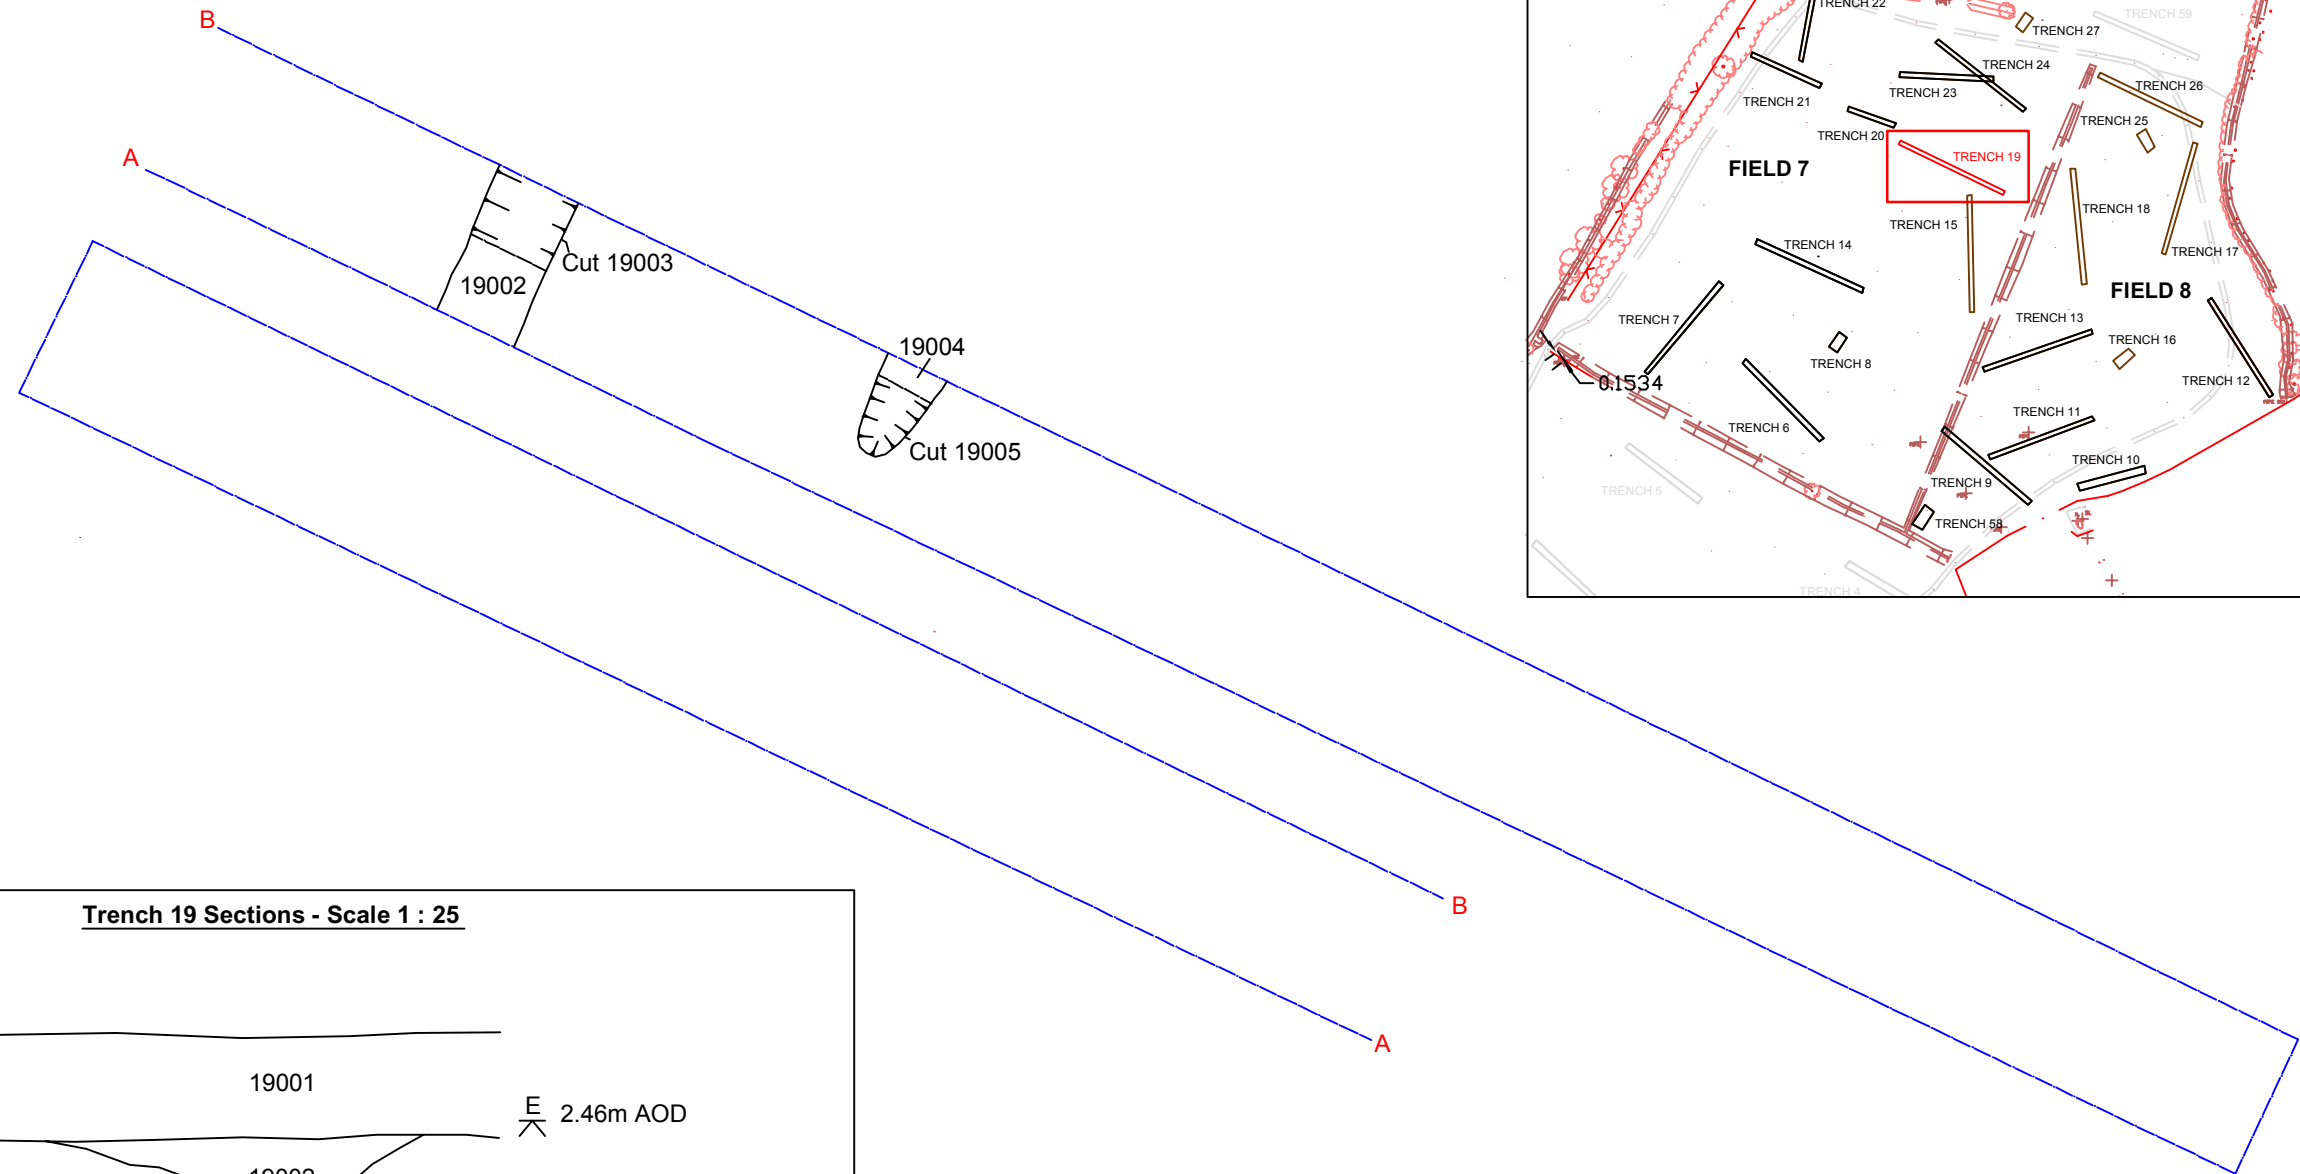 B
A
Cut 19003
19002
19004
Cut 19005
B
A
TRENCH 22
TRENCH 59
TRENCH 27
TRENCH 24
TRENCH 23
TRENCH 26
TRENCH 21
TRENCH 25
TRENCH 20
TRENCH 19
FIELD 7
TRENCH 18
TRENCH 15
TRENCH 14
TRENCH 17
FIELD 8
TRENCH 7
TRENCH 13
TRENCH 16
TRENCH 8
TRENCH 12
0.1534
TRENCH 11
TRENCH 6
TRENCH 10
TRENCH 9
TRENCH 5
TRENCH 58
TRENCH 4
Trench 19 Sections - Scale 1 : 25
19001
E
2.46m AOD
19002